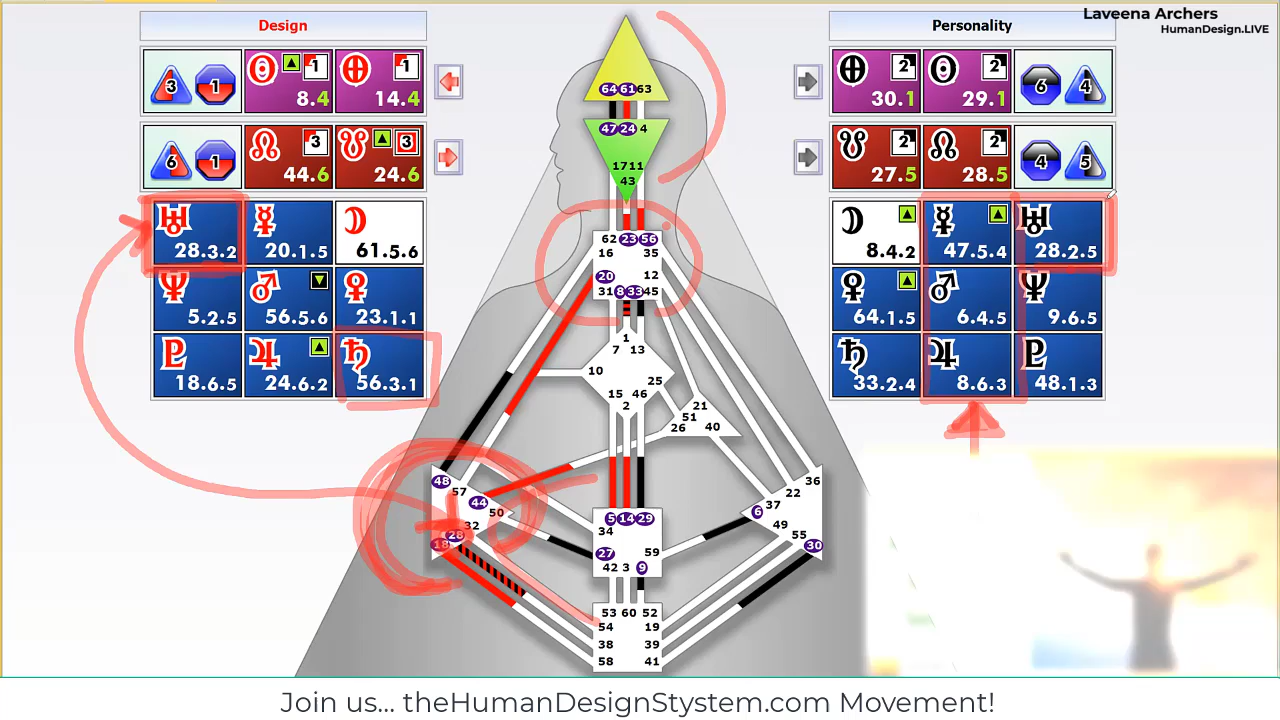 Laveena Archers
HumanDesign.LIVE
Design
Personality
3 1 1 8.4 1 14.4
6 1 3 44.6 3 24.6
28.3.2 20.1.5 61.5.6
5.2.5 56.5.6 23.1.1
18.6.5 24.6.2 56.3.1
2 30.1 2 29.1 6 4
2 27.5 2 28.5 4 5
8.4.2 47.5.4 28.2.5
64.1.5 6.4.5 9.6.5
33.2.4 8.6.3 48.1.3
64 61 63
47 24 4
17 11
43
62 23 56
16 35
20 12
31 8 33 45
1
7 13
10
25
15 46
2
21
51
26 40
48
57
44
50
32
28
18
36
22
37
6
49
55
30
5 14 29
34
27 59
42 3 9
53 60 52
54 19
38 39
58 41
Join us... theHumanDesignStystem.com Movement!